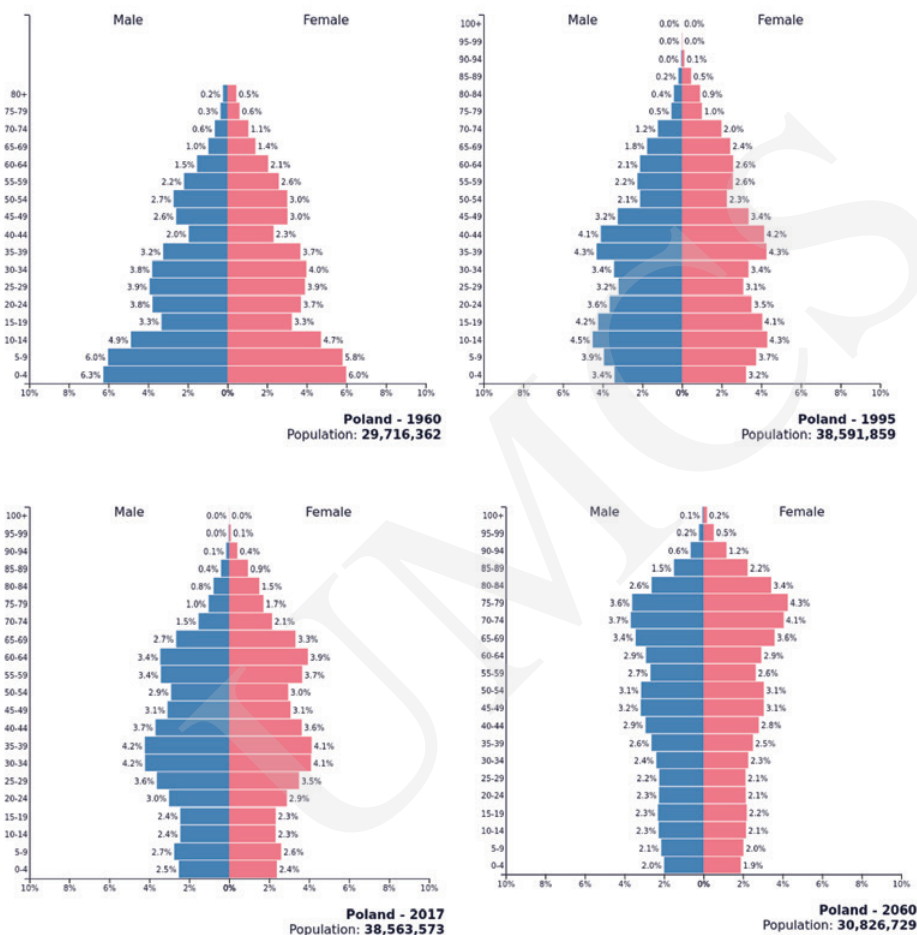 Male Female
80+ 0.2% 0.5%
75-79 0.3% 0.6%
70-74 0.6% 1.1%
65-69 1.0% 1.4%
60-64 1.5% 2.1%
55-59 2.2% 2.6%
50-54 2.7% 3.0%
45-49 2.6% 3.0%
40-44 2.0% 2.3%
35-39 3.2% 3.7%
30-34 3.8% 4.0%
25-29 3.9% 3.9%
20-24 3.8% 3.7%
15-19 3.3% 3.3%
10-14 4.9% 4.7%
5-9 6.0% 5.8%
0-4 6.3% 6.0%
10% 8% 6% 4% 2% 0% 2% 4% 6% 8% 10%
Poland - 1960
Population: 29,716,362
Male Female
100+ 0.0% 0.0%
95-99 0.0% 0.0%
90-94 0.0% 0.1%
85-89 0.2% 0.5%
80-84 0.4% 0.9%
75-79 0.5% 1.0%
70-74 1.2% 2.0%
65-69 1.8% 2.4%
60-64 2.1% 2.6%
55-59 2.2% 2.6%
50-54 2.1% 2.3%
45-49 3.2% 3.4%
40-44 4.1% 4.2%
35-39 4.3% 4.3%
30-34 3.4% 3.4%
25-29 3.2% 3.1%
20-24 3.6% 3.5%
15-19 4.2% 4.1%
10-14 4.5% 4.3%
5-9 3.9% 3.7%
0-4 3.4% 3.2%
10% 8% 6% 4% 2% 0% 2% 4% 6% 8% 10%
Poland - 1995
Population: 38,591,859
Male Female
100+ 0.0% 0.0%
95-99 0.0% 0.1%
90-94 0.1% 0.4%
85-89 0.4% 0.9%
80-84 0.8% 1.5%
75-79 1.0% 1.7%
70-74 1.5% 2.1%
65-69 2.7% 3.3%
60-64 3.4% 3.9%
55-59 3.4% 3.7%
50-54 2.9% 3.0%
45-49 3.1% 3.1%
40-44 3.7% 3.6%
35-39 4.2% 4.1%
30-34 4.2% 4.1%
25-29 3.6% 3.5%
20-24 3.0% 2.9%
15-19 2.4% 2.3%
10-14 2.4% 2.3%
5-9 2.7% 2.6%
0-4 2.5% 2.4%
10% 8% 6% 4% 2% 0% 2% 4% 6% 8% 10%
Poland - 2017
Population: 38,563,573
Male Female
100+ 0.1% 0.2%
95-99 0.2% 0.5%
90-94 0.6% 1.2%
85-89 1.5% 2.2%
80-84 2.6% 3.4%
75-79 3.6% 4.3%
70-74 3.7% 4.1%
65-69 3.4% 3.6%
60-64 2.9% 2.9%
55-59 2.7% 2.6%
50-54 3.1% 3.1%
45-49 3.2% 3.1%
40-44 2.9% 2.8%
35-39 2.6% 2.5%
30-34 2.4% 2.3%
25-29 2.2% 2.1%
20-24 2.3% 2.1%
15-19 2.3% 2.2%
10-14 2.3% 2.1%
5-9 2.1% 2.0%
0-4 2.0% 1.9%
10% 8% 6% 4% 2% 0% 2% 4% 6% 8% 10%
Poland - 2060
Population: 30,826,729
UMCS